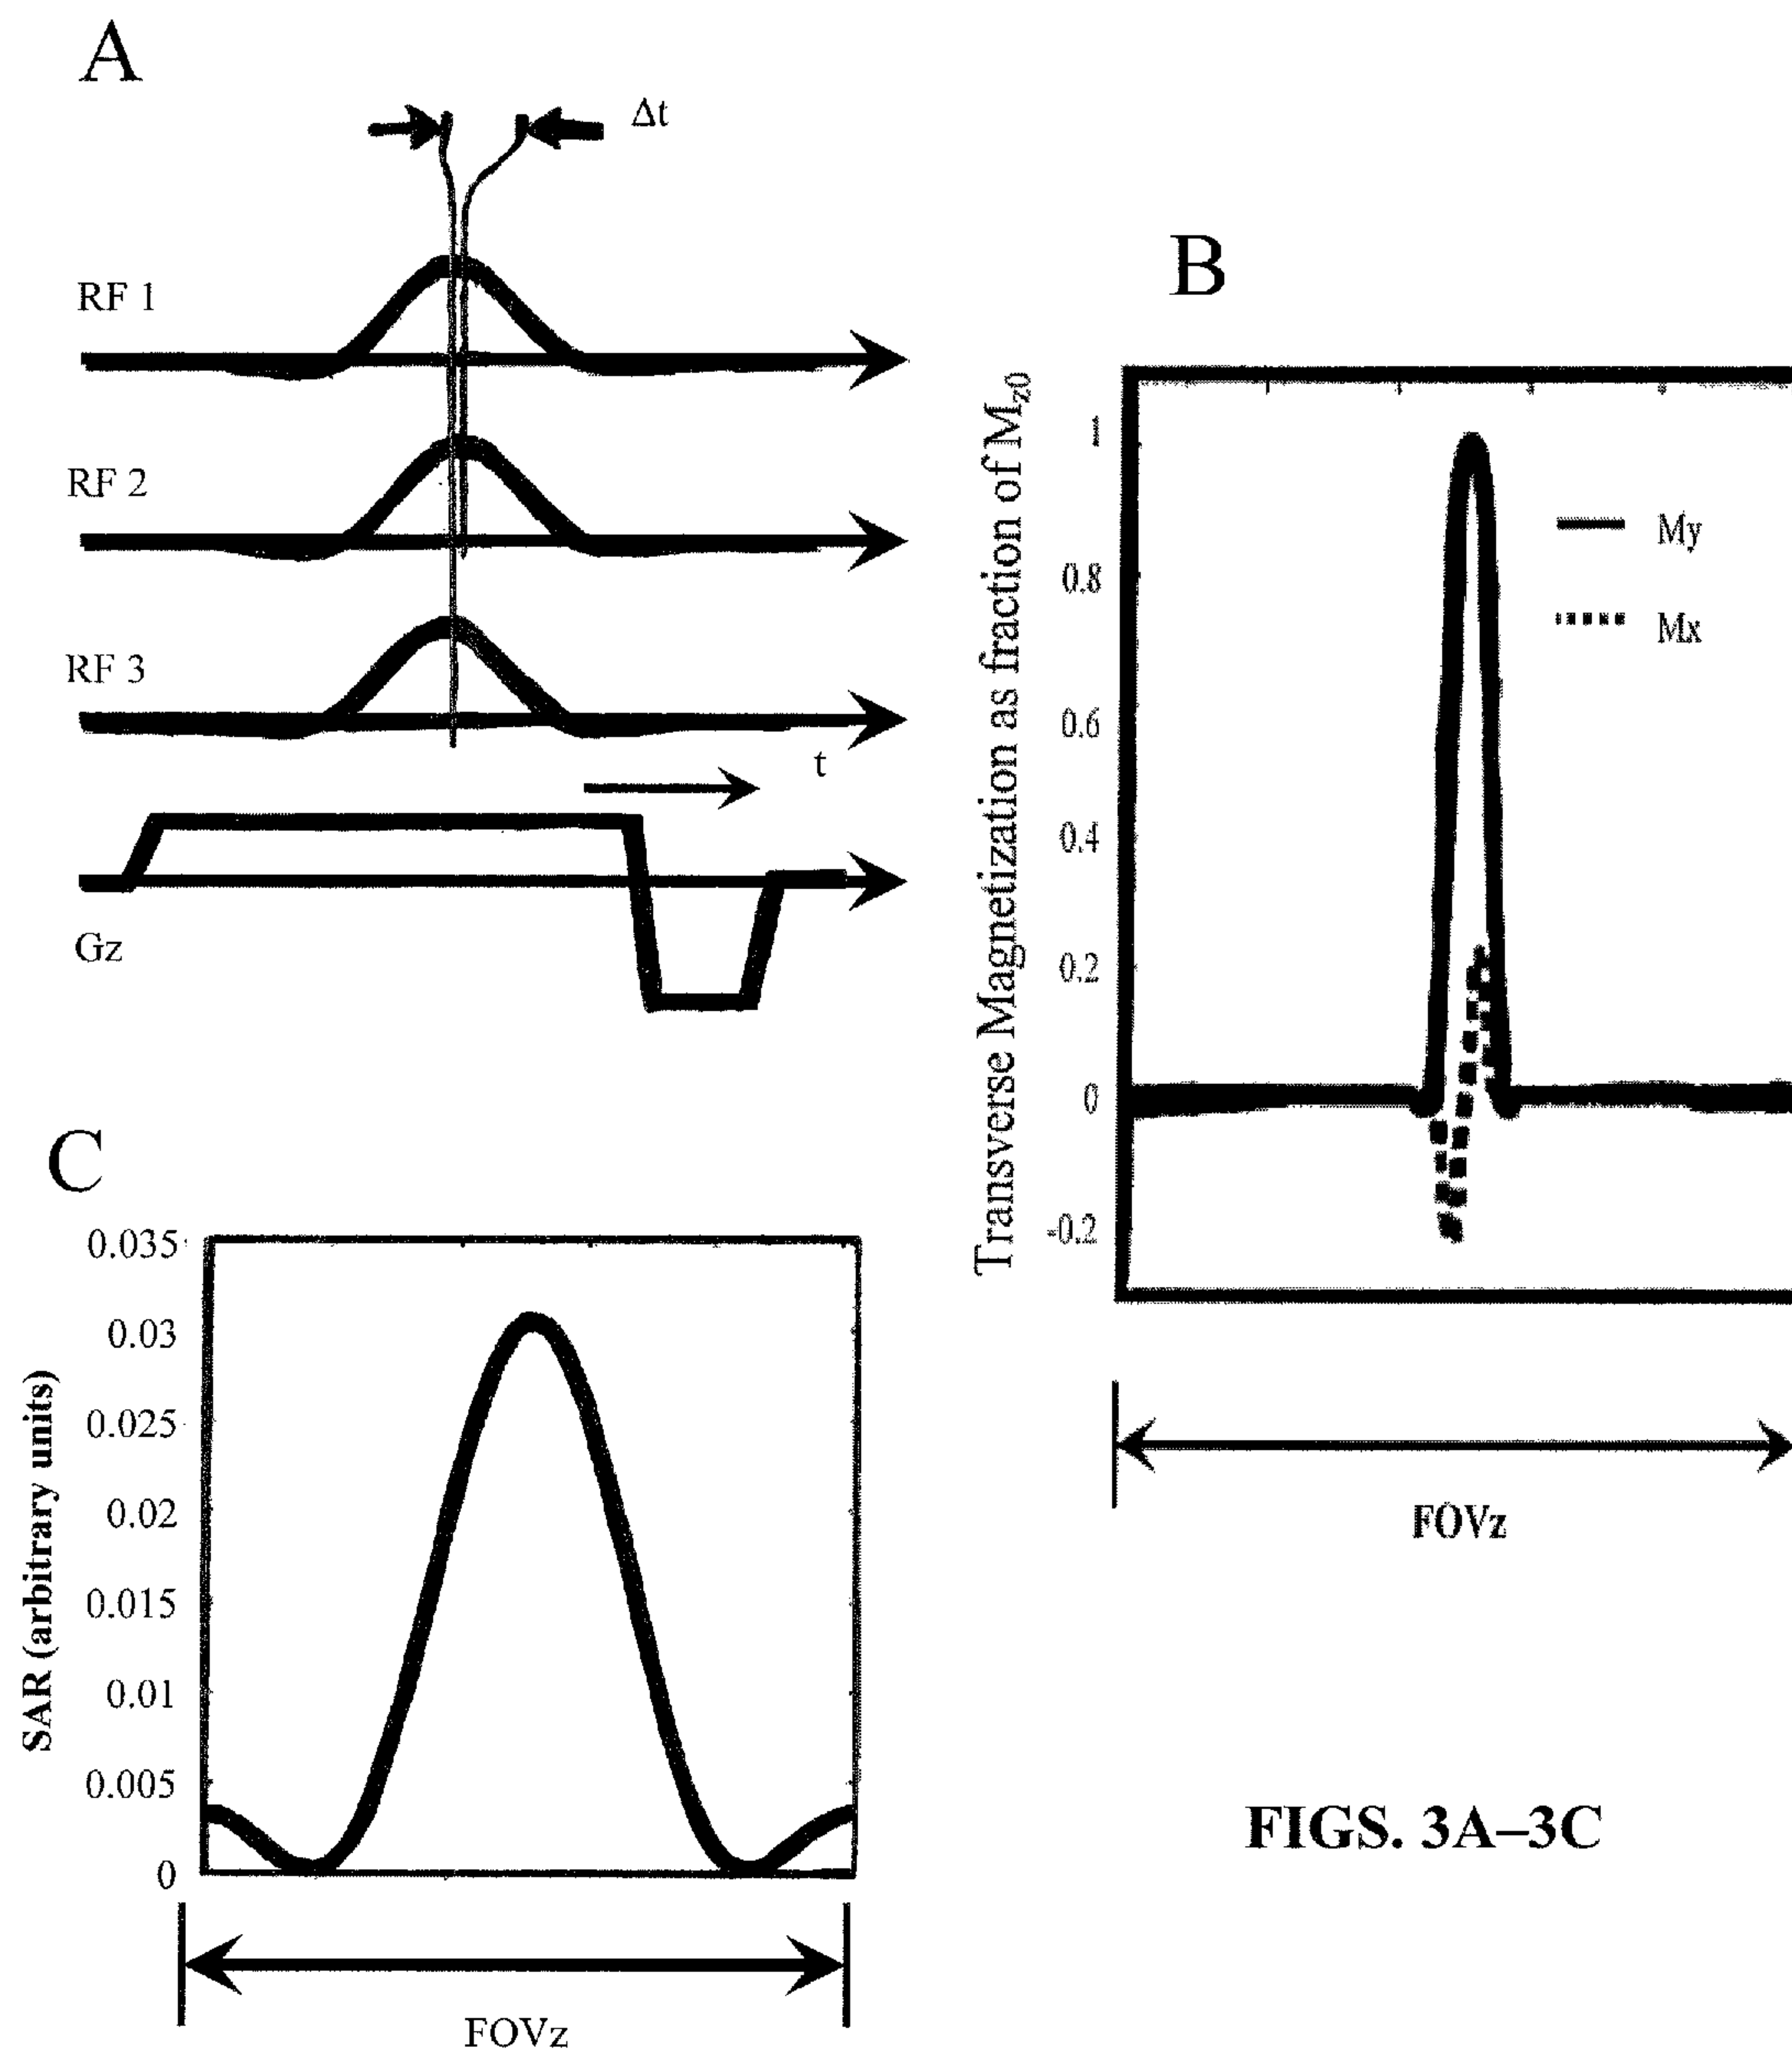 A
Δt
RF 1
RF 2
RF 3
t
Gz
B
Transverse Magnetization as fraction of Mz0
1
0.8
0.6
0.4
0.2
0
-0.2
My
Mx
FOVz
C
SAR (arbitrary units)
0.035
0.03
0.025
0.02
0.015
0.01
0.005
0
FOVz
FIGS. 3A–3C